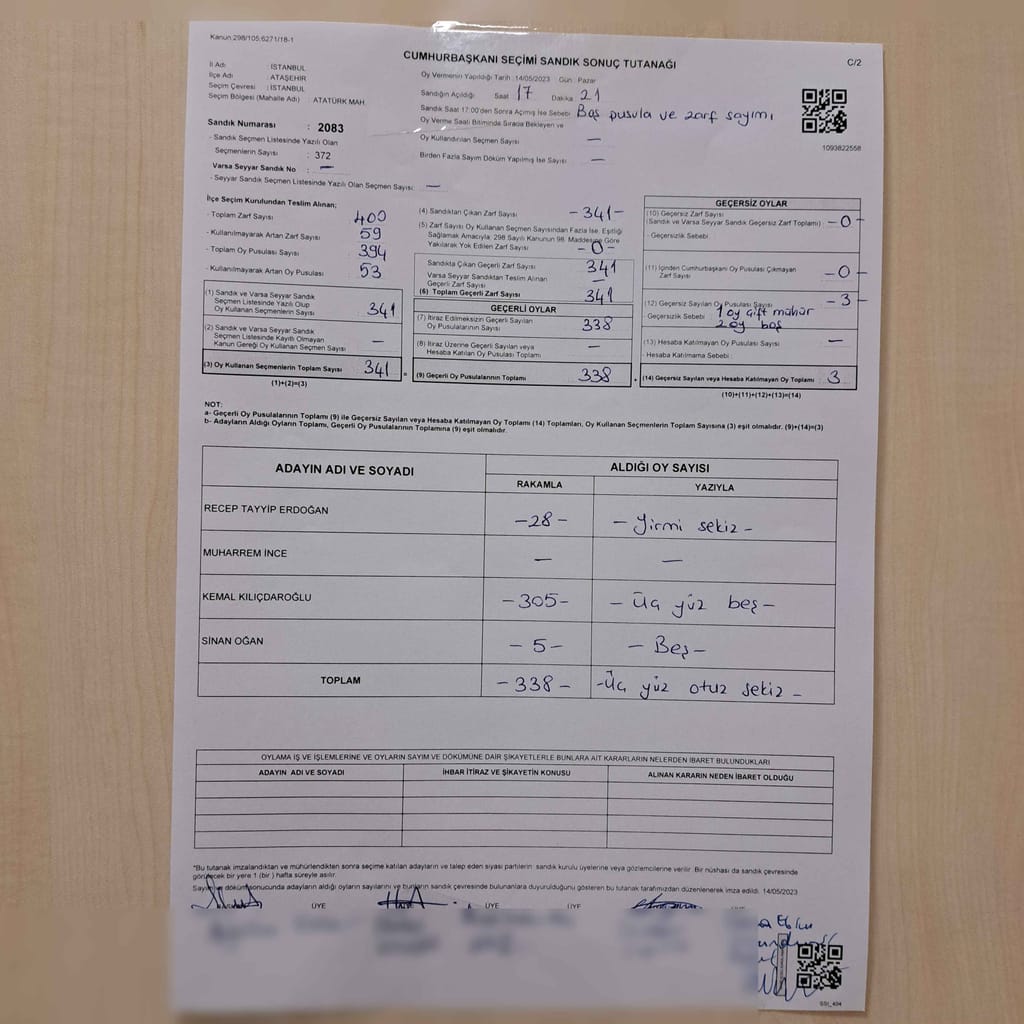 Kanun:298/105;6271/18-1
CUMHURBAŞKANI SEÇİMİ SANDIK SONUÇ TUTANAĞI
C/2
İl Adı : İSTANBUL
İlçe Adı : ATAŞEHİR
Seçim Çevresi : İSTANBUL
Seçim Bölgesi (Mahalle Adı) : ATATÜRK MAH.
Sandık Numarası : 2083
- Sandık Seçmen Listesinde Yazılı Olan
Seçmenlerin Sayısı : 372
Varsa Seyyar Sandık No : —
- Seyyar Sandık Seçmen Listesinde Yazılı Olan Seçmen Sayısı: —
Oy Vermenin Yapıldığı Tarih :14/05/2023 Gün : Pazar
Sandığın Açıldığı Saat 17 Dakika 21
Sandık Saat 17:00'den Sonra Açılmış İse Sebebi: Boş pusula ve zarf sayımı
Oy Verme Saati Bitiminde Sırada Bekleyen ve
Oy Kullandırılan Seçmen Sayısı —
Birden Fazla Sayım Döküm Yapılmış İse Sayısı: —
1093822558
İlçe Seçim Kurulundan Teslim Alınan;
- Toplam Zarf Sayısı 400
- Kullanılmayarak Artan Zarf Sayısı 59
- Toplam Oy Pusulası Sayısı 394
- Kullanılmayarak Artan Oy Pusulası 53
(1) Sandık ve Varsa Seyyar Sandık
Seçmen Listesinde Yazılı Olup
Oy Kullanan Seçmenlerin Sayısı 341
(2) Sandık ve Varsa Seyyar Sandık
Seçmen Listesinde Kayıtlı Olmayan
Kanun Gereği Oy Kullanan Seçmen Sayısı —
(3) Oy Kullanan Seçmenlerin Toplam Sayısı 341 =
(1)+(2)=(3)
(4) Sandıktan Çıkan Zarf Sayısı -341-
(5) Zarf Sayısı Oy Kullanan Seçmen Sayısından Fazla İse, Eşitliği
Sağlamak Amacıyla; 298 Sayılı Kanunun 98. Maddesine Göre
Yakılarak Yok Edilen Zarf Sayısı -0-
Sandıkta Çıkan Geçerli Zarf Sayısı 341
Varsa Seyyar Sandıktan Teslim Alınan
Geçerli Zarf Sayısı —
(6) Toplam Geçerli Zarf Sayısı 341
GEÇERLİ OYLAR
(7) İtiraz Edilmeksizin Geçerli Sayılan
Oy Pusulalarının Sayısı 338
(8) İtiraz Üzerine Geçerli Sayılan veya
Hesaba Katılan Oy Pusulası Toplamı —
(9) Geçerli Oy Pusulalarının Toplamı 338 +
GEÇERSİZ OYLAR
(10) Geçersiz Zarf Sayısı
(Sandık ve Varsa Seyyar Sandık Geçersiz Zarf Toplamı) -0-
- Geçersizlik Sebebi :
(11) İçinden Cumhurbaşkanı Oy Pusulası Çıkmayan
Zarf Sayısı -0-
(12) Geçersiz Sayılan Oy Pusulası Sayısı -3-
- Geçersizlik Sebebi : 1 oy çift mühür
2 oy boş
(13) Hesaba Katılmayan Oy Pusulası Sayısı —
- Hesaba Katılmama Sebebi :
(14) Geçersiz Sayılan veya Hesaba Katılmayan Oy Toplamı 3
(10)+(11)+(12)+(13)=(14)
NOT:
a- Geçerli Oy Pusulalarının Toplamı (9) ile Geçersiz Sayılan veya Hesaba Katılmayan Oy Toplamı (14) Toplamları, Oy Kullanan Seçmenlerin Toplam Sayısına (3) eşit olmalıdır. (9)+(14)=(3)
b- Adayların Aldığı Oyların Toplamı, Geçerli Oy Pusulalarının Toplamına (9) eşit olmalıdır.
ADAYIN ADI VE SOYADI ALDIĞI OY SAYISI
RAKAMLA YAZIYLA
RECEP TAYYİP ERDOĞAN -28- - Yirmi sekiz -
MUHARREM İNCE — —
KEMAL KILIÇDAROĞLU -305- - Üç yüz beş -
SİNAN OĞAN - 5 - - Beş -
TOPLAM - 338 - -Üç yüz otuz sekiz -
OYLAMA İŞ VE İŞLEMLERİNE VE OYLARIN SAYIM VE DÖKÜMÜNE DAİR ŞİKAYETLERLE BUNLARA AİT KARARLARIN NELERDEN İBARET BULUNDUKLARI
ADAYIN ADI VE SOYADI İHBAR İTİRAZ VE ŞİKAYETİN KONUSU ALINAN KARARIN NEDEN İBARET OLDUĞU
*Bu tutanak imzalandıktan ve mühürlendikten sonra seçime katılan adayların ve talep eden siyasi partilerin sandık kurulu üyelerine veya gözlemcilerine verilir. Bir nüshası da sandık çevresinde
görülecek bir yere 1 (bir) hafta süreyle asılır.
Sayım ve döküm sonucunda adayların aldığı oyların sayılarını ve bunların sandık çevresinde bulunanlara duyurulduğunu gösteren bu tutanak tarafımızdan düzenlenerek imza edildi. 14/05/2023
ÜYE ÜYE ÜYE
SSI_404